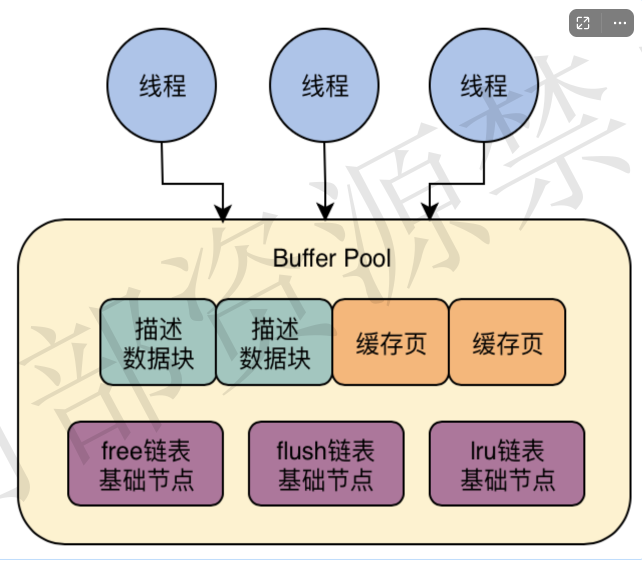 线程
线程
线程
Buffer Pool
描述
数据块
描述
数据块
缓存页
缓存页
free链表
基础节点
flush链表
基础节点
lru链表
基础节点
部资源禁